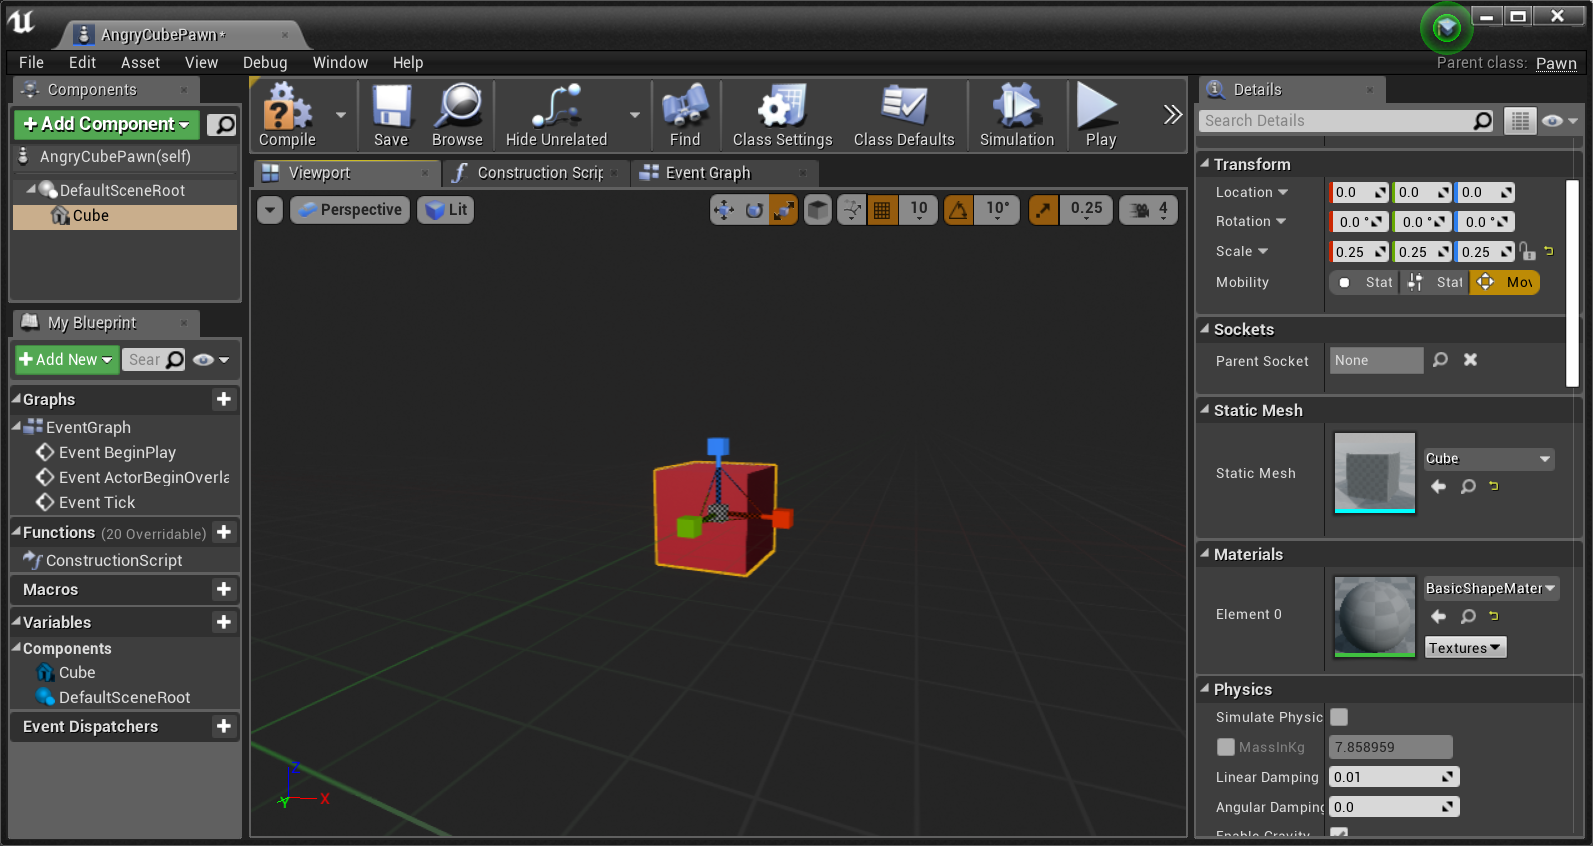 AngryCubePawn*
File Edit Asset View Debug Window Help
Parent class: Pawn
Components
+Add Component
AngryCubePawn(self)
DefaultSceneRoot
Cube
My Blueprint
+Add New
Sear
Graphs
EventGraph
Event BeginPlay
Event ActorBeginOverla
Event Tick
Functions (20 Overridable)
ConstructionScript
Macros
Variables
Components
Cube
DefaultSceneRoot
Event Dispatchers
Compile
Save
Browse
Hide Unrelated
Find
Class Settings
Class Defaults
Simulation
Play
Viewport
Construction Scrip
Event Graph
Perspective
Lit
10
10°
0.25
4
Z
Y
X
Details
Search Details
Transform
Location 0.0 0.0 0.0
Rotation 0.0 ° 0.0 ° 0.0 °
Scale 0.25 0.25 0.25
Mobility Stat Stat Mov
Sockets
Parent Socket None
Static Mesh
Static Mesh Cube
Materials
Element 0 BasicShapeMater
Textures
Physics
Simulate Physic
MassInKg 7.858959
Linear Damping 0.01
Angular Damping 0.0
Enable Gravity